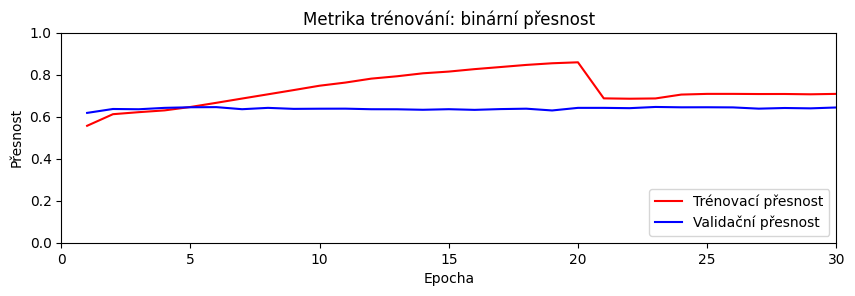 Metrika trénování: binární přesnost
Přesnost
1.0
0.8
0.6
0.4
0.2
0.0
0
5
10
15
20
25
30
Epocha
Trénovací přesnost
Validační přesnost